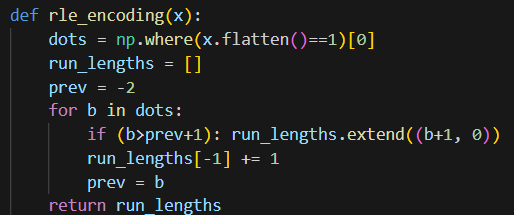 def rle_encoding(x):
    dots = np.where(x.flatten()==1)[0]
    run_lengths = []
    prev = -2
    for b in dots:
        if (b>prev+1): run_lengths.extend((b+1, 0))
        run_lengths[-1] += 1
        prev = b
    return run_lengths